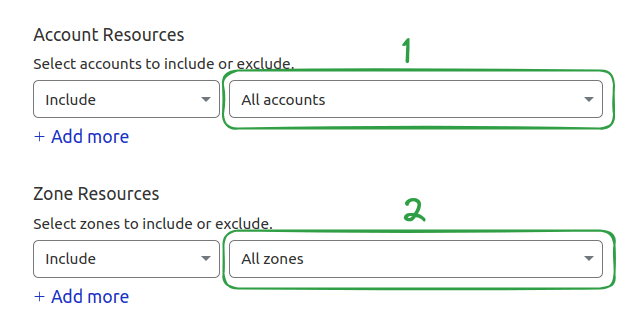 Account Resources
1
Select accounts to include or exclude.
Include
All accounts
+ Add more
Zone Resources
2
Select zones to include or exclude.
Include
All zones
+ Add more